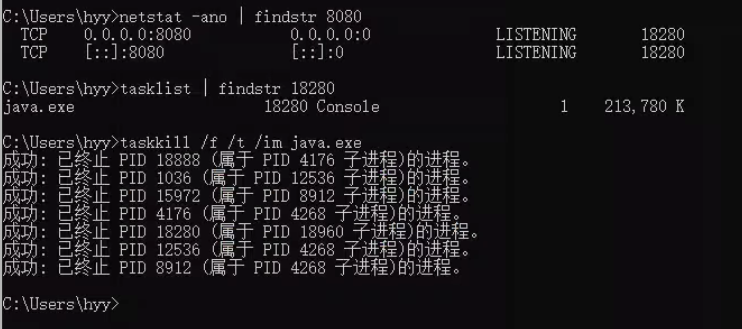 C:\Users\hyy>netstat -ano | findstr 8080
TCP 0.0.0.0:8080 0.0.0.0:0 LISTENING 18280
TCP [::]:8080 [::]:0 LISTENING 18280
C:\Users\hyy>tasklist | findstr 18280
java.exe 18280 Console 1 213,780 K
C:\Users\hyy>taskkill /f /t /im java.exe
成功: 已终止 PID 18888 (属于 PID 4176 子进程)的进程。
成功: 已终止 PID 1036 (属于 PID 12536 子进程)的进程。
成功: 已终止 PID 15972 (属于 PID 8912 子进程)的进程。
成功: 已终止 PID 4176 (属于 PID 4268 子进程)的进程。
成功: 已终止 PID 18280 (属于 PID 18960 子进程)的进程。
成功: 已终止 PID 12536 (属于 PID 4268 子进程)的进程。
成功: 已终止 PID 8912 (属于 PID 4268 子进程)的进程。
C:\Users\hyy>